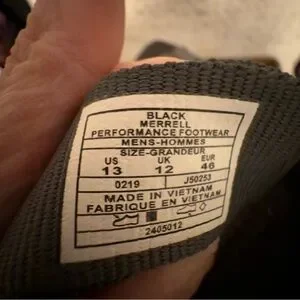 BLACK
MERRELL
PERFORMANCE FOOTWEAR
MENS-HOMMES
SIZE-GRANDEUR
US UK EUR
13 12 46
0219 J50253
MADE IN VIETNAM
FABRIQUE EN VIETNAM
2405012